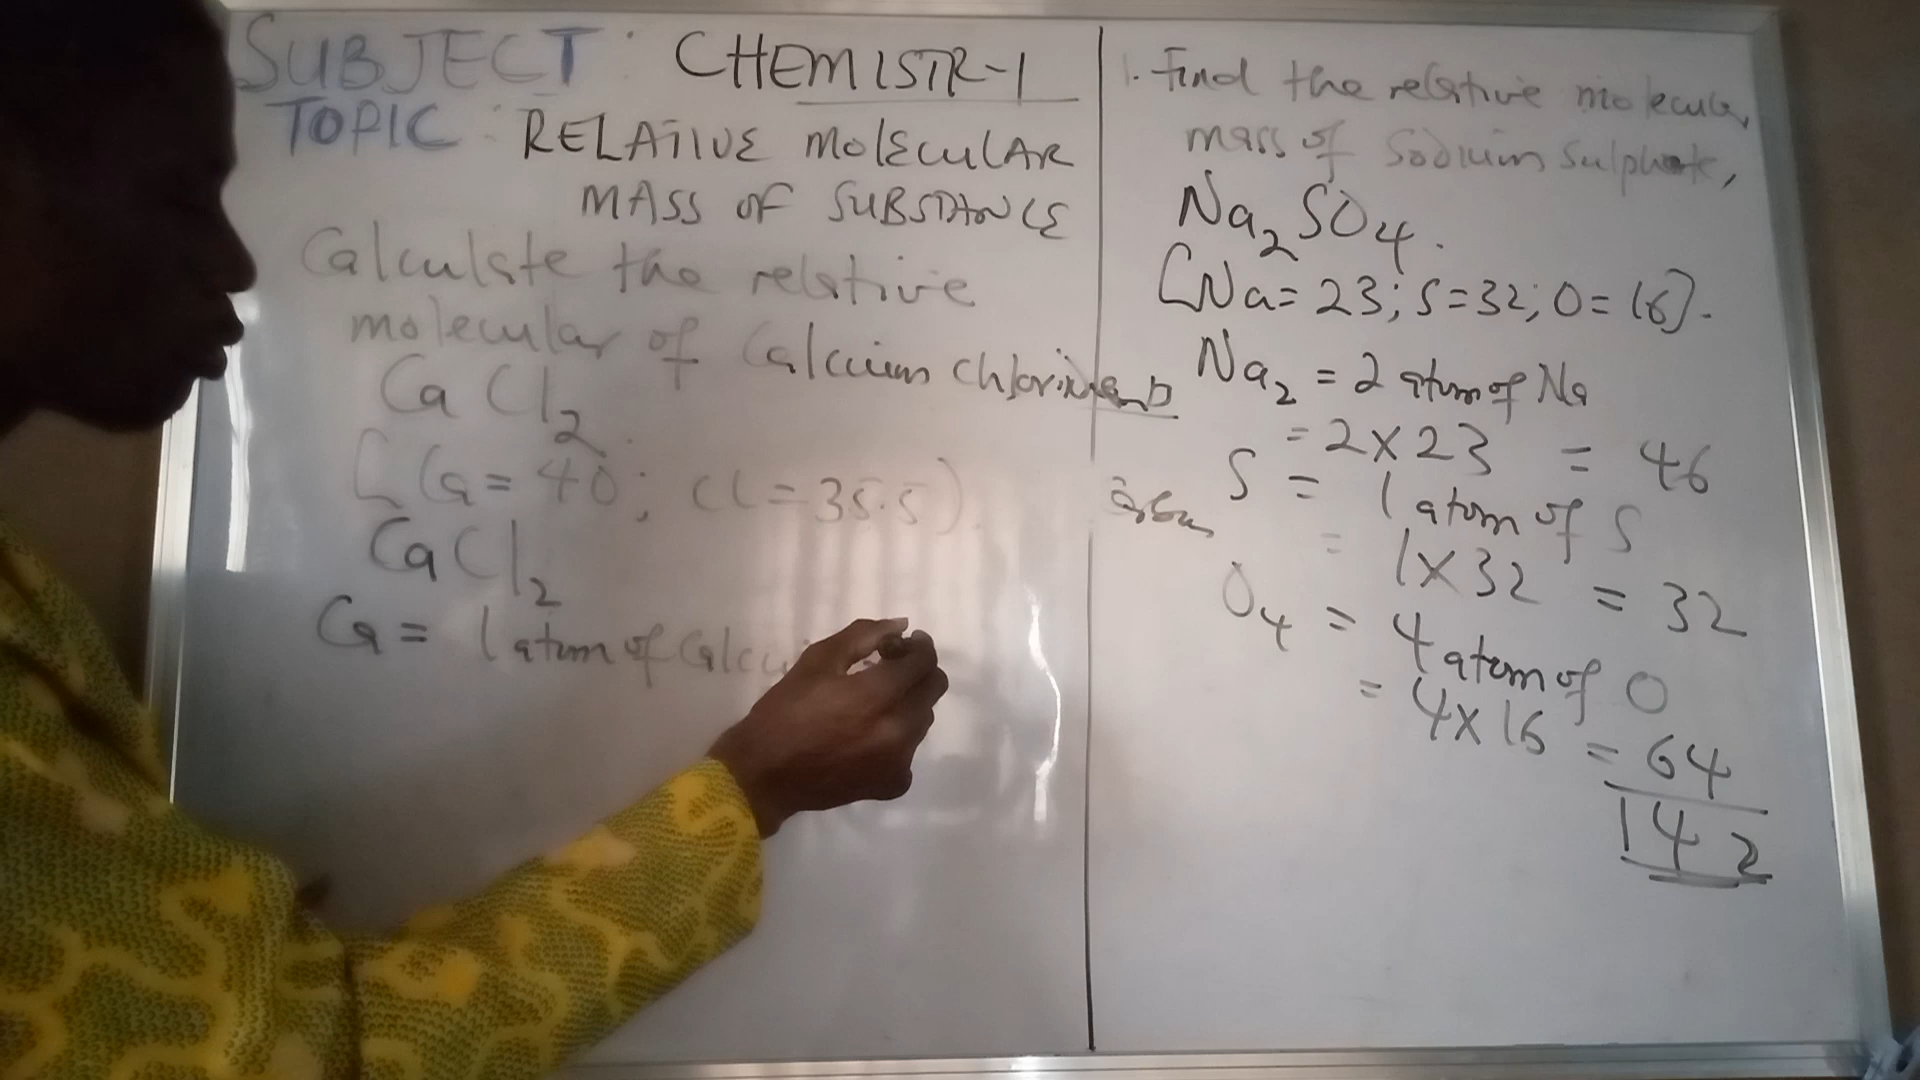 SUBJECT: CHEMISTR-1
TOPIC: RELATIVE MOLECULAR
MASS OF SUBSTANCE
Calculate the relative
molecular of Calcium chloride
CaCl2
[Ca = 40; Cl = 35.5).
CaCl2
Ca = 1 atom of Calci
1. Find the relative molecular
mass of Sodium Sulphate,
Na2SO4.
[Na = 23; S = 32; O = 16].
Na2 = 2 atom of Na
= 2 X 23 = 46
S = 1 atom of S
= 1 X 32 = 32
O4 = 4 atom of O
= 4 X 16 = 64
142